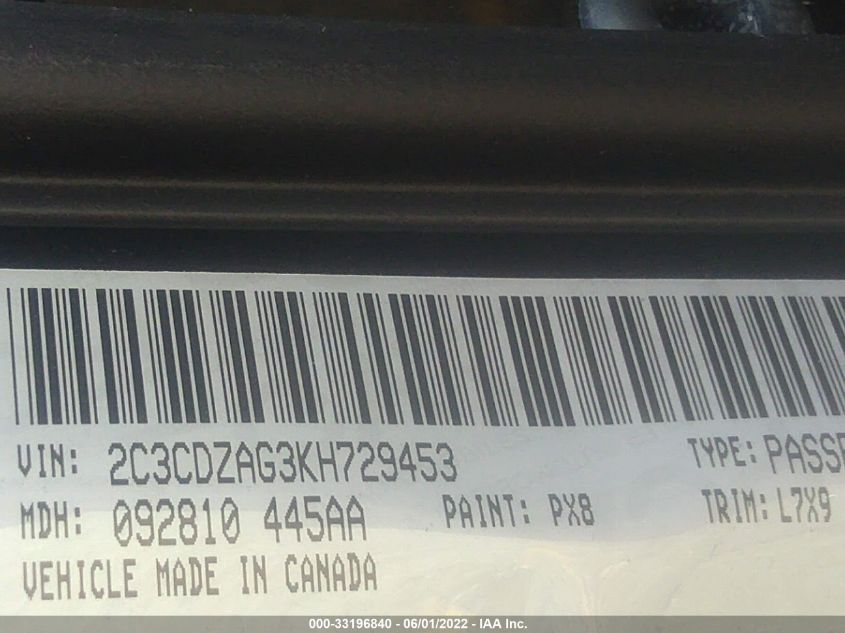 VIN: 2C3CDZAG3KH729453 TYPE: PASSE
MDH: 092810 445AA PAINT: PX8 TRIM: L7X9
VEHICLE MADE IN CANADA
000-33196840 - 06/01/2022 - IAA Inc.